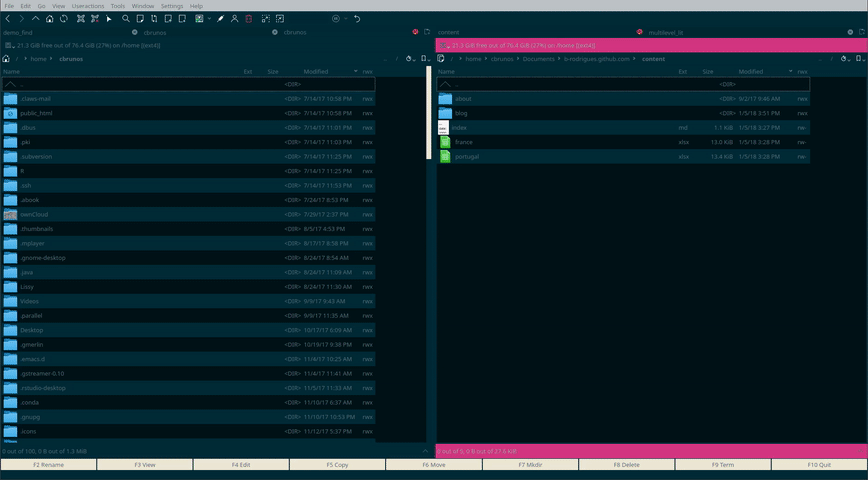 File Edit Go View Useractions Tools Window Settings Help
demo_find cbrunos cbrunos
21.3 GiB free out of 76.4 GiB (27%) on /home [(ext4)]
/ home cbrunos
Name Ext Size Modified rwx
.. <DIR>
.claws-mail <DIR> 7/14/17 10:58 PM rwx
public_html <DIR> 7/14/17 10:58 PM rwx
.dbus <DIR> 7/14/17 11:01 PM rwx
.pki <DIR> 7/14/17 11:03 PM rwx
.subversion <DIR> 7/14/17 11:25 PM rwx
R <DIR> 7/14/17 11:25 PM rwx
.ssh <DIR> 7/14/17 11:53 PM rwx
.abook <DIR> 7/24/17 8:53 PM rwx
ownCloud <DIR> 7/29/17 2:37 PM rwx
.thumbnails <DIR> 8/5/17 4:53 PM rwx
.mplayer <DIR> 8/17/17 8:58 PM rwx
.gnome-desktop <DIR> 8/24/17 8:54 AM rwx
.java <DIR> 8/24/17 11:09 AM rwx
Lissy <DIR> 8/24/17 11:30 AM rwx
Videos <DIR> 9/9/17 9:43 AM rwx
.parallel <DIR> 9/9/17 11:35 AM rwx
Desktop <DIR> 10/17/17 6:09 AM rwx
.gmerlin <DIR> 10/19/17 9:38 PM rwx
.emacs.d <DIR> 11/4/17 10:25 AM rwx
.gstreamer-0.10 <DIR> 11/4/17 11:41 AM rwx
.rstudio-desktop <DIR> 11/5/17 11:33 AM rwx
.conda <DIR> 11/10/17 6:37 AM rwx
.gnupg <DIR> 11/10/17 10:53 PM rwx
.icons <DIR> 11/12/17 5:37 PM rwx
0 out of 100, 0 B out of 1.3 MiB
content multilevel_lit
21.3 GiB free out of 76.4 GiB (27%) on /home [(ext4)]
/ home cbrunos Documents b-rodrigues.github.com content
Name Ext Size Modified rwx
.. <DIR>
about <DIR> 9/2/17 9:46 AM rwx
blog <DIR> 1/5/18 3:51 PM rwx
index md 1.1 KiB 1/5/18 3:27 PM rw-
france xlsx 13.0 KiB 1/5/18 3:28 PM rw-
portugal xlsx 13.4 KiB 1/5/18 3:28 PM rw-
0 out of 0, 0 B out of 27.6 KiB
F2 Rename F3 View F4 Edit F5 Copy F6 Move F7 Mkdir F8 Delete F9 Term F10 Quit